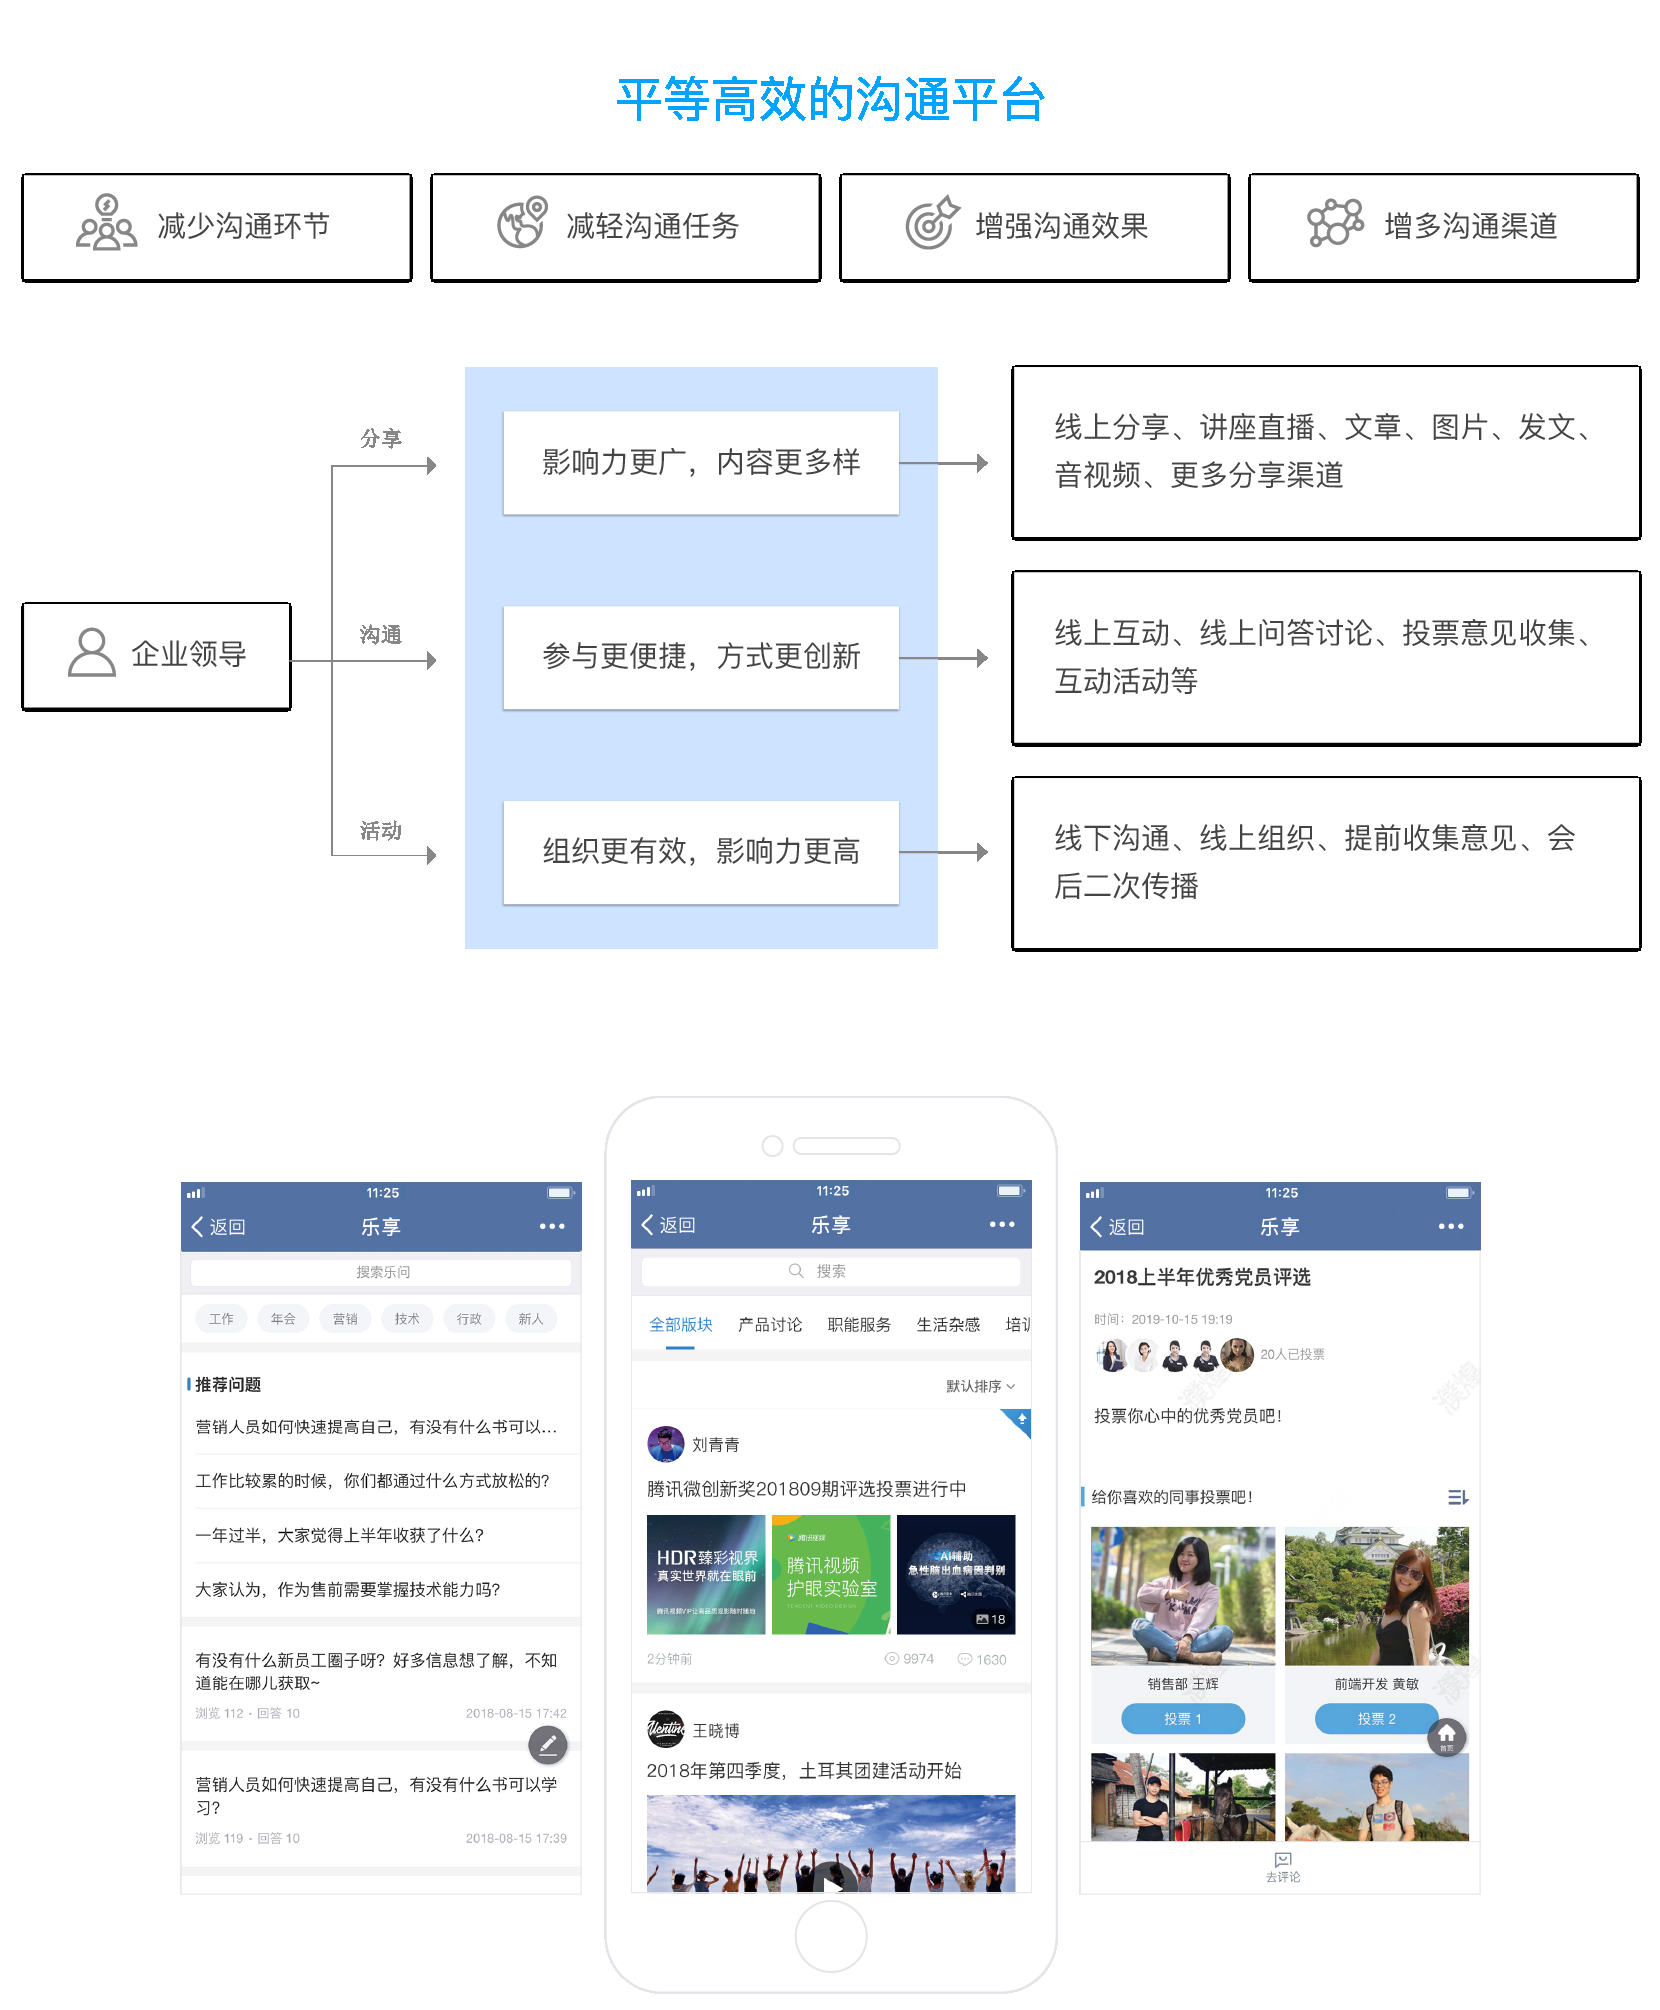 平等高效的沟通平台
减少沟通环节
减轻沟通任务
增强沟通效果
增多沟通渠道
分享
影响力更广，内容更多样
线上分享、讲座直播、文章、图片、发文、
音视频、更多分享渠道
企业领导
沟通
参与更便捷，方式更创新
线上互动、线上问答讨论、投票意见收集、
互动活动等
活动
组织更有效，影响力更高
线下沟通、线上组织、提前收集意见、会
后二次传播
11:25
返回
乐享
搜索乐问
工作 年会 营销 技术 行政 新人
推荐问题
营销人员如何快速提高自己，有没有什么书可以...
工作比较累的时候，你们都通过什么方式放松的？
一年过半，大家觉得上半年收获了什么？
大家认为，作为售前需要掌握技术能力吗？
有没有什么新员工圈子呀？好多信息想了解，不知
道能在哪儿获取~
浏览 112 · 回答 10 2018-08-15 17:42
营销人员如何快速提高自己，有没有什么书可以学
习？
浏览 119 · 回答 10 2018-08-15 17:39
11:25
返回
乐享
搜索
全部版块 产品讨论 职能服务 生活杂感 培训
默认排序
刘青青
腾讯微创新奖201809期评选投票进行中
HDR臻彩视界
真实世界就在眼前
腾讯视频VIP让高品质观影随时随地
腾讯视频
腾讯视频
护眼实验室
TENCENT VIDEO DESIGN
AI辅助
急性脑出血病因判别
18
2分钟前 9974 1630
王晓博
2018年第四季度，土耳其团建活动开始
11:25
返回
乐享
2018上半年优秀党员评选
时间：2019-10-15 19:19
20人已投票
投票你心中的优秀党员吧！
给你喜欢的同事投票吧！
销售部 王辉
投票 1
前端开发 黄敏
投票 2
首页
去评论